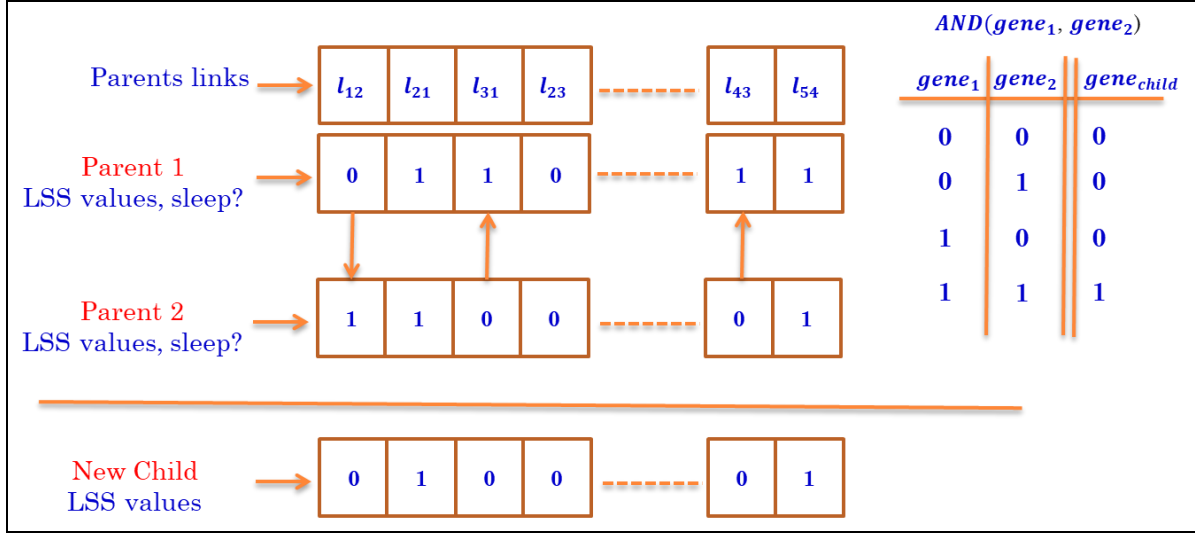 AND(gene₁, gene₂)
Parents links
l₁₂ l₂₁ l₃₁ l₂₃ l₄₃ l₅₄
gene₁ gene₂ gene_child
0 0 0
0 1 0
1 0 0
1 1 1
Parent 1
LSS values, sleep?
0 1 1 0 1 1
Parent 2
LSS values, sleep?
1 1 0 0 0 1
New Child
LSS values
0 1 0 0 0 1